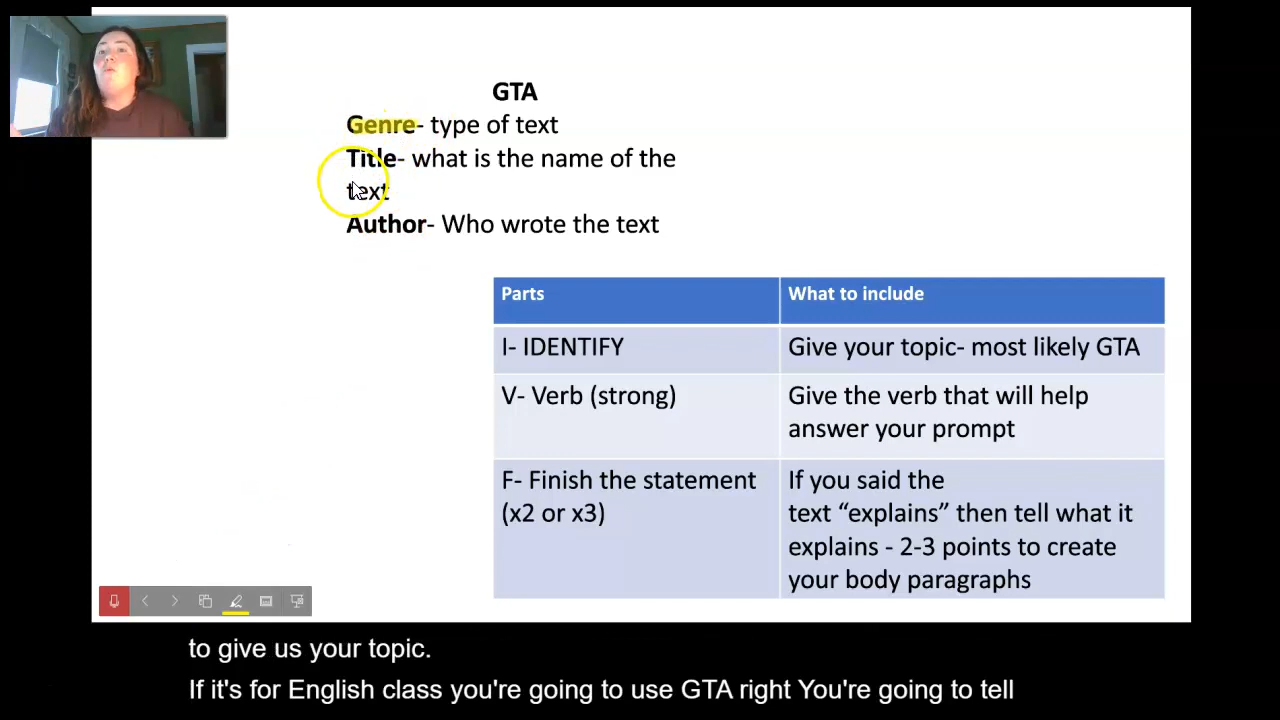 GTA
Genre- type of text
Title- what is the name of the
text
Author- Who wrote the text
Parts
What to include
I- IDENTIFY
Give your topic- most likely GTA
V- Verb (strong)
Give the verb that will help
answer your prompt
F- Finish the statement
(x2 or x3)
If you said the
text “explains” then tell what it
explains - 2-3 points to create
your body paragraphs
to give us your topic.
If it's for English class you're going to use GTA right You're going to tell